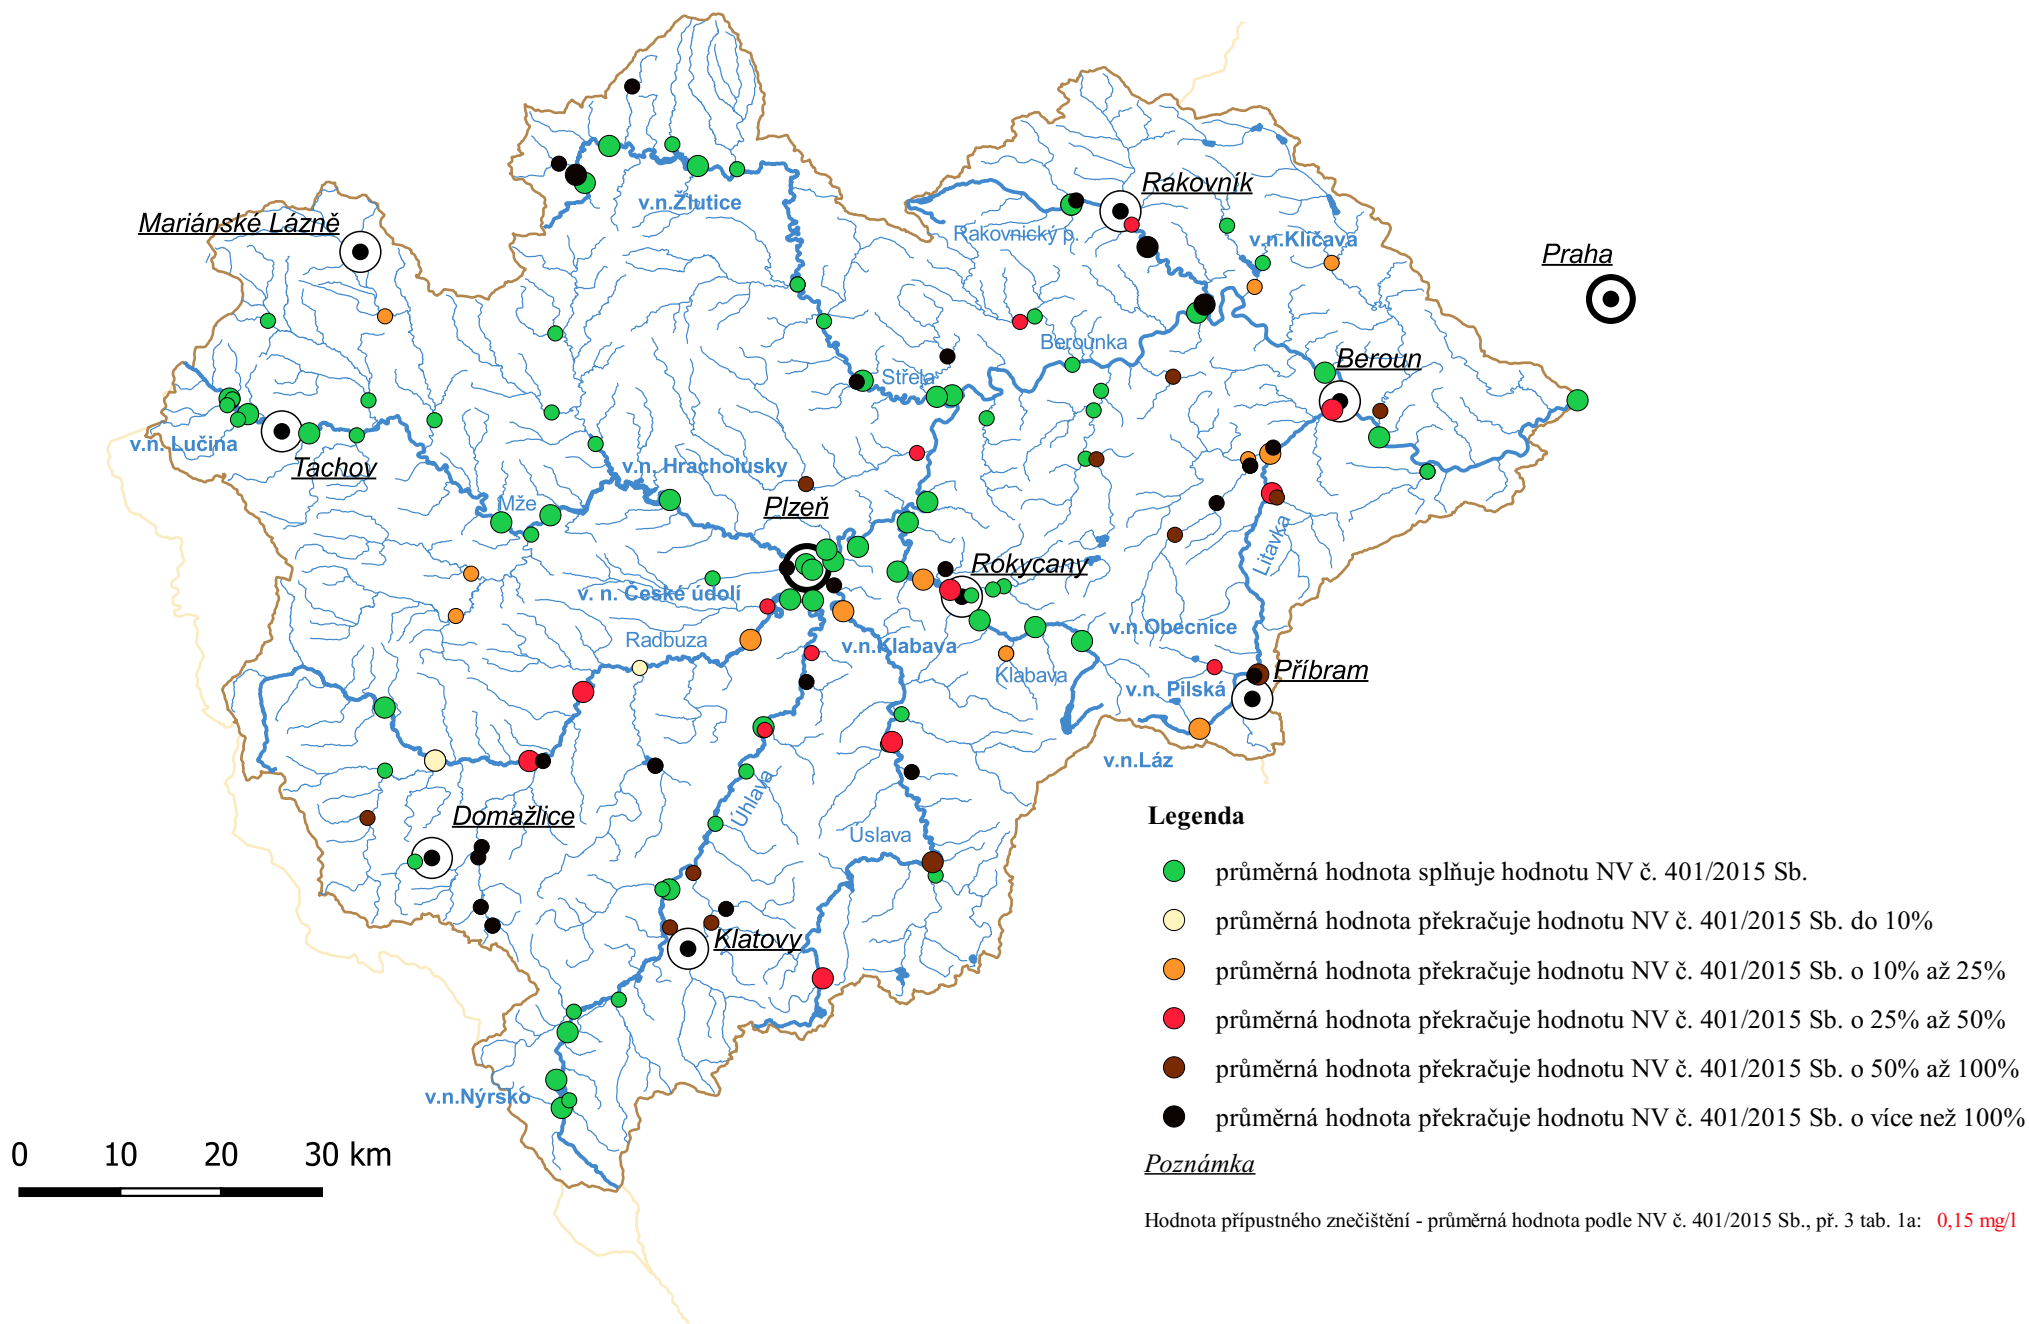 Rakovník
v.n.Žlutice
Mariánské Lázně
Rakovnický p.
v.n.Klíčava
Praha
Berounka
Beroun
Střela
v.n. Lučina
Tachov
v.n. Hracholusky
Mže
Plzeň
Litavka
Rokycany
v. n. České údolí
Radbuza
v.n.Obecnice
v.n.Klabava
Klabava
v.n. Pilská
Příbram
v.n.Láz
Úhlava
Domažlice
Úslava
Klatovy
v.n.Nýrsko
0 10 20 30 km
Legenda
průměrná hodnota splňuje hodnotu NV č. 401/2015 Sb.
průměrná hodnota překračuje hodnotu NV č. 401/2015 Sb. do 10%
průměrná hodnota překračuje hodnotu NV č. 401/2015 Sb. o 10% až 25%
průměrná hodnota překračuje hodnotu NV č. 401/2015 Sb. o 25% až 50%
průměrná hodnota překračuje hodnotu NV č. 401/2015 Sb. o 50% až 100%
průměrná hodnota překračuje hodnotu NV č. 401/2015 Sb. o více než 100%
Poznámka
Hodnota přípustného znečištění - průměrná hodnota podle NV č. 401/2015 Sb., př. 3 tab. 1a: 0,15 mg/l